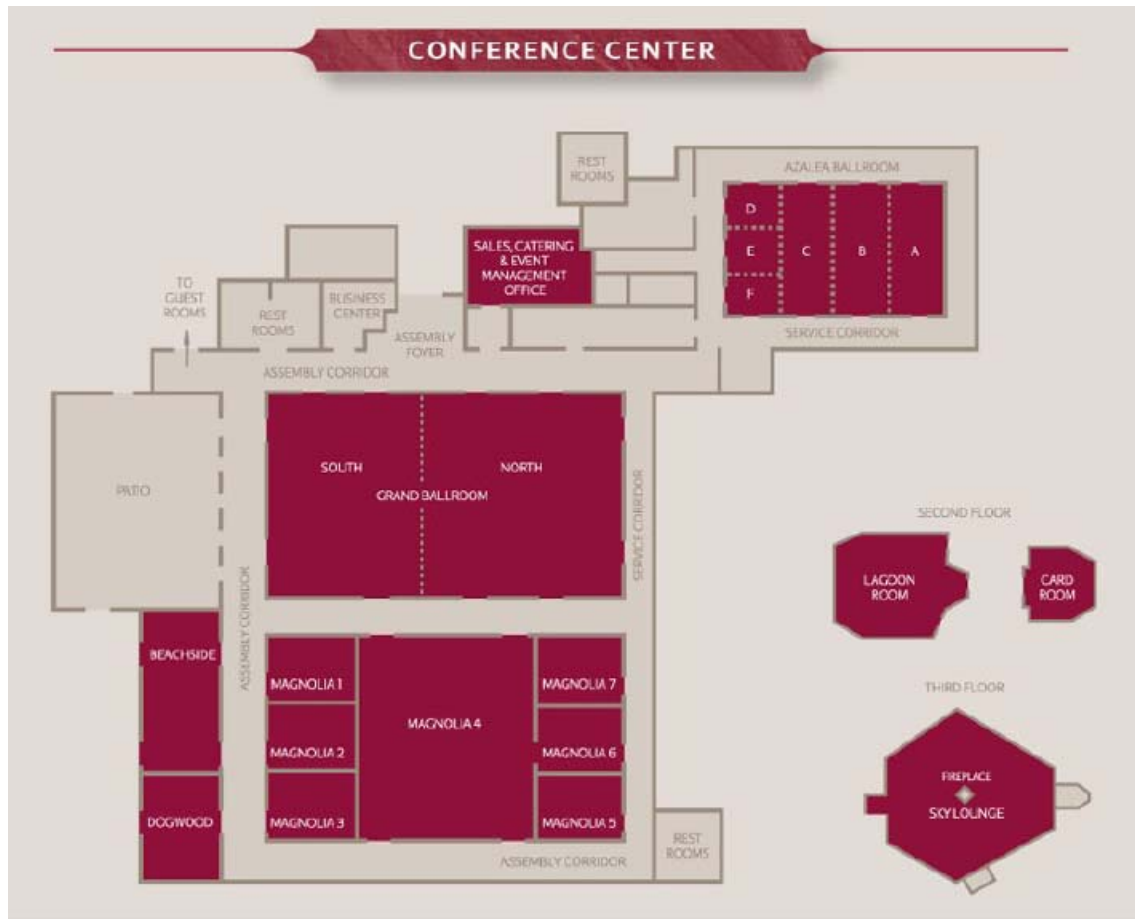 CONFERENCE CENTER
REST
ROOMS
AZALEA BALLROOM
D
E
F
C
B
A
SERVICE CORRIDOR
SALES, CATERING
& EVENT
MANAGEMENT
OFFICE
TO
GUEST
ROOMS
REST
ROOMS
BUSINESS
CENTER
ASSEMBLY
FOYER
ASSEMBLY CORRIDOR
PATIO
SOUTH
NORTH
GRAND BALLROOM
SERVICE CORRIDOR
ASSEMBLY CORRIDOR
SECOND FLOOR
LAGOON
ROOM
CARD
ROOM
BEACHSIDE
DOGWOOD
MAGNOLIA 1
MAGNOLIA 2
MAGNOLIA 3
MAGNOLIA 4
MAGNOLIA 7
MAGNOLIA 6
MAGNOLIA 5
THIRD FLOOR
FIREPLACE
SKY LOUNGE
REST
ROOMS
ASSEMBLY CORRIDOR